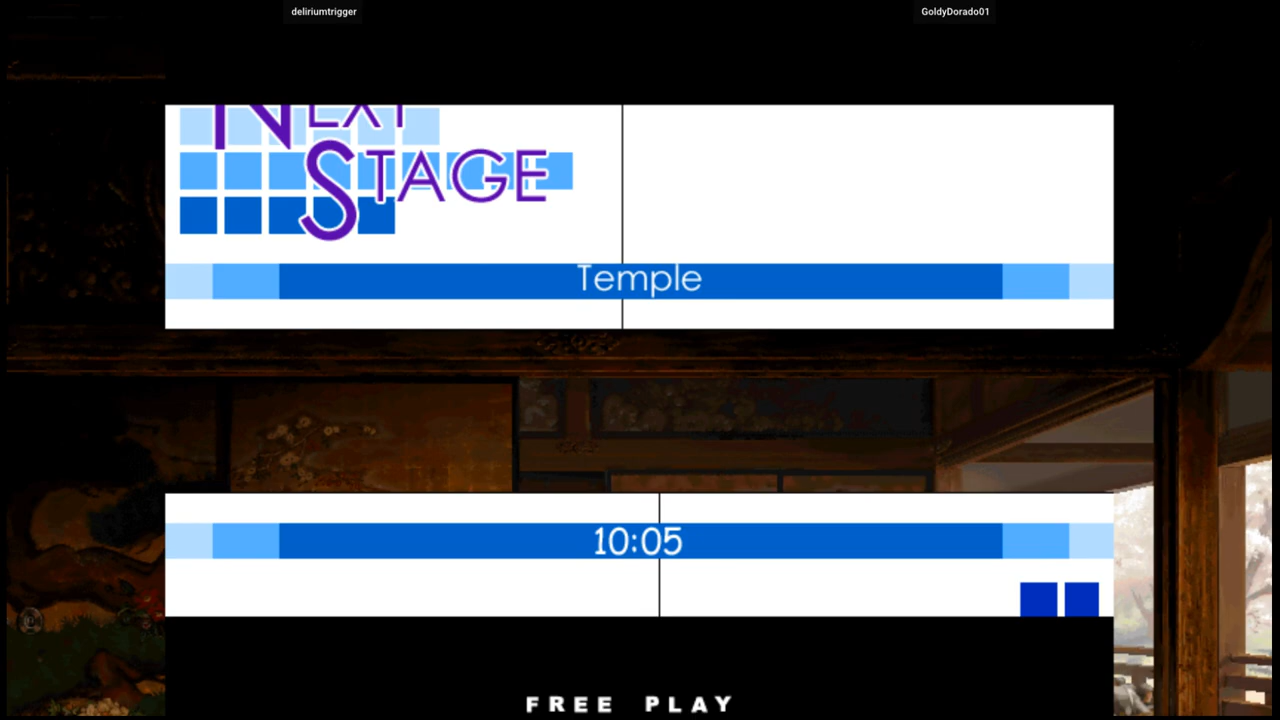 deliriumtrigger
GoldyDorado01
NEXT
STAGE
Temple
10:05
FREE PLAY